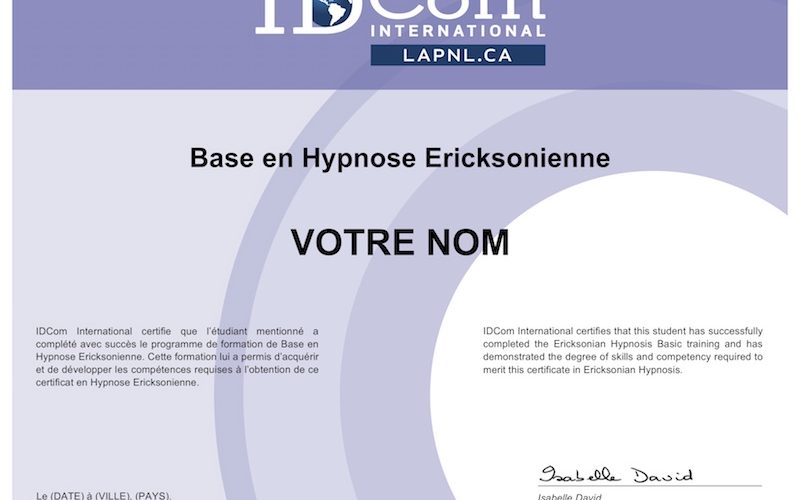 IDCom
INTERNATIONAL
LAPNL.CA
Base en Hypnose Ericksonienne
VOTRE NOM
IDCom International certifie que l'étudiant mentionné a
complété avec succès le programme de formation de Base en
Hypnose Ericksonienne. Cette formation lui a permis d'acquérir
et de développer les compétences requises à l'obtention de ce
certificat en Hypnose Ericksonienne.
IDCom International certifies that this student has successfully
completed the Ericksonian Hypnosis Basic training and has
demonstrated the degree of skills and competency required to
merit this certificate in Ericksonian Hypnosis.
Isabelle David
Le (DATE) à (VILLE), (PAYS).
Isabelle David